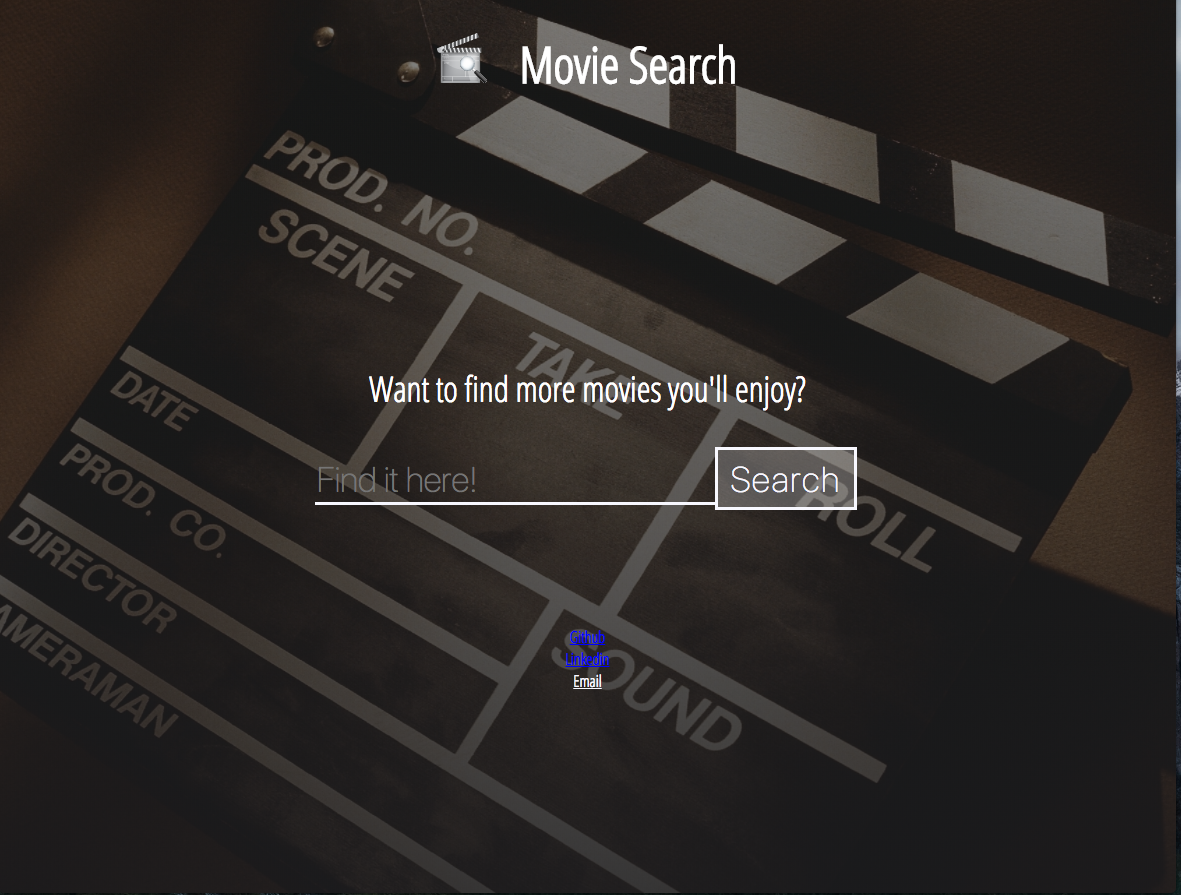 Movie Search
PROD. NO.
SCENE
TAKE
Want to find more movies you'll enjoy?
DATE
Find it here!
Search
PROD. CO.
ROLL
DIRECTOR
Github
LinkedIn
Email
SOUND
AMERAMAN